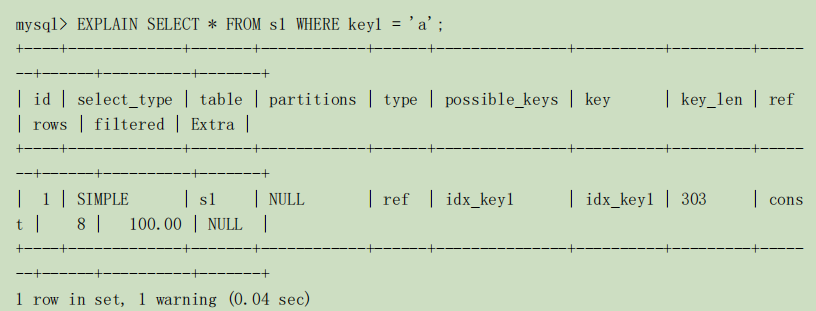 mysql> EXPLAIN SELECT * FROM s1 WHERE key1 = 'a';
+----+-------------+-------+------------+------+---------------+----------+---------+-----
--+------+----------+-------+
| id | select_type | table | partitions | type | possible_keys | key      | key_len | ref
| rows | filtered | Extra |
+----+-------------+-------+------------+------+---------------+----------+---------+-----
--+------+----------+-------+
|  1 | SIMPLE      | s1    | NULL       | ref  | idx_key1      | idx_key1 | 303     | cons
t |    8 |   100.00 | NULL  |
+----+-------------+-------+------------+------+---------------+----------+---------+-----
--+------+----------+-------+
1 row in set, 1 warning (0.04 sec)